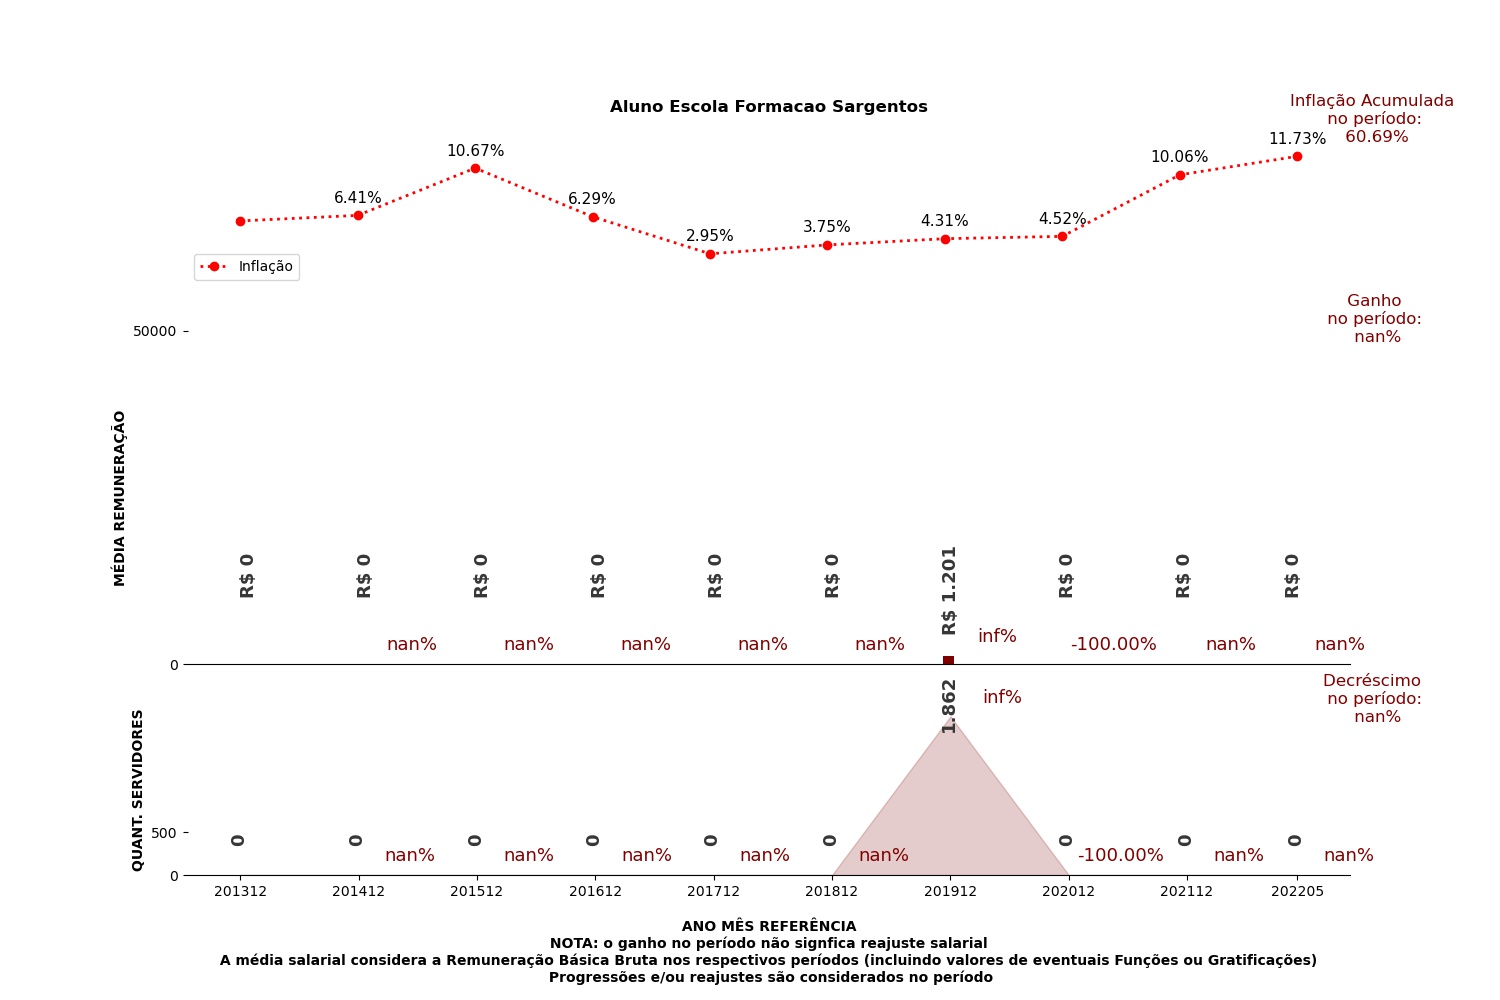 Aluno Escola Formacao Sargentos
Inflação Acumulada
no período:
60.69%
6.41%
10.67%
6.29%
2.95%
3.75%
4.31%
4.52%
10.06%
11.73%
Inflação
Ganho
no período:
nan%
50000
0
MÉDIA REMUNERAÇÃO
R$ 0
R$ 0
R$ 0
R$ 0
R$ 0
R$ 0
R$ 1.201
R$ 0
R$ 0
R$ 0
nan%
nan%
nan%
nan%
nan%
inf%
-100.00%
nan%
nan%
Decréscimo
no período:
nan%
QUANT. SERVIDORES
500
0
0
0
0
0
0
0
1.862
0
0
0
nan%
nan%
nan%
nan%
nan%
inf%
-100.00%
nan%
nan%
201312
201412
201512
201612
201712
201812
201912
202012
202112
202205
ANO MÊS REFERÊNCIA
NOTA: o ganho no período não signfica reajuste salarial
A média salarial considera a Remuneração Básica Bruta nos respectivos períodos (incluindo valores de eventuais Funções ou Gratificações)
Progressões e/ou reajustes são considerados no período